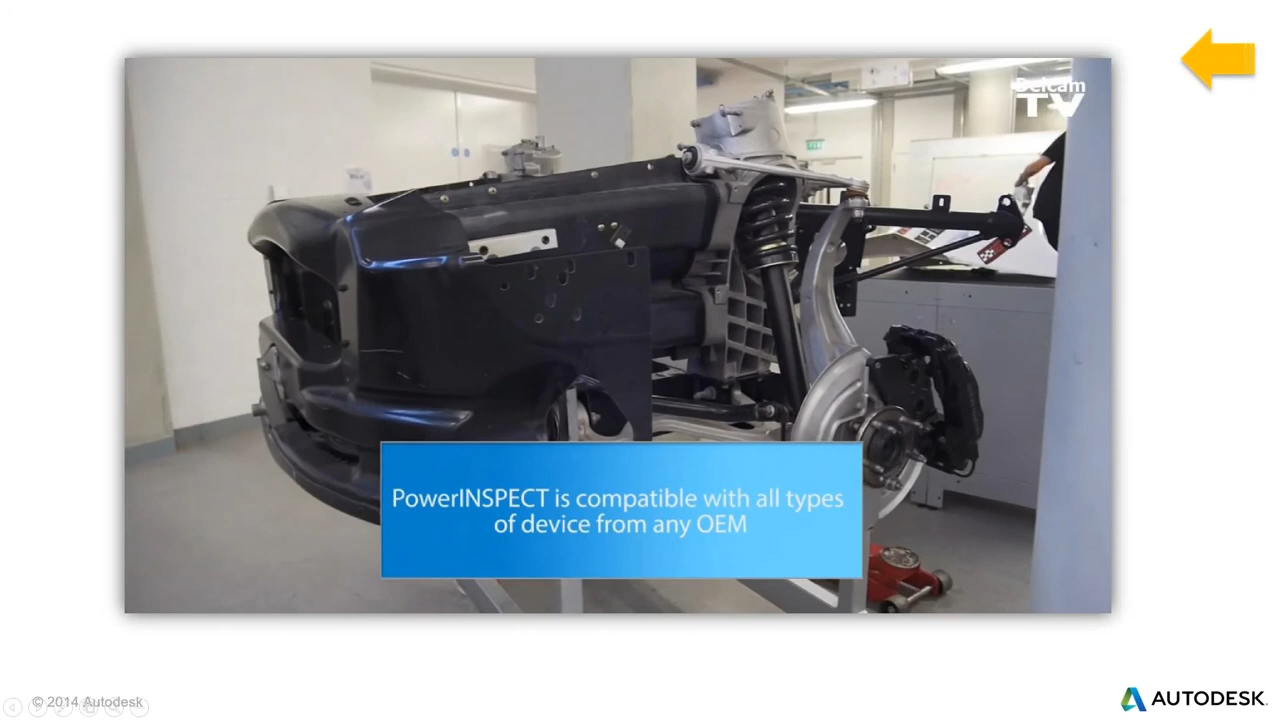 Delcam
TV
PowerINSPECT is compatible with all types
of device from any OEM
© 2014 Autodesk
AUTODESK.